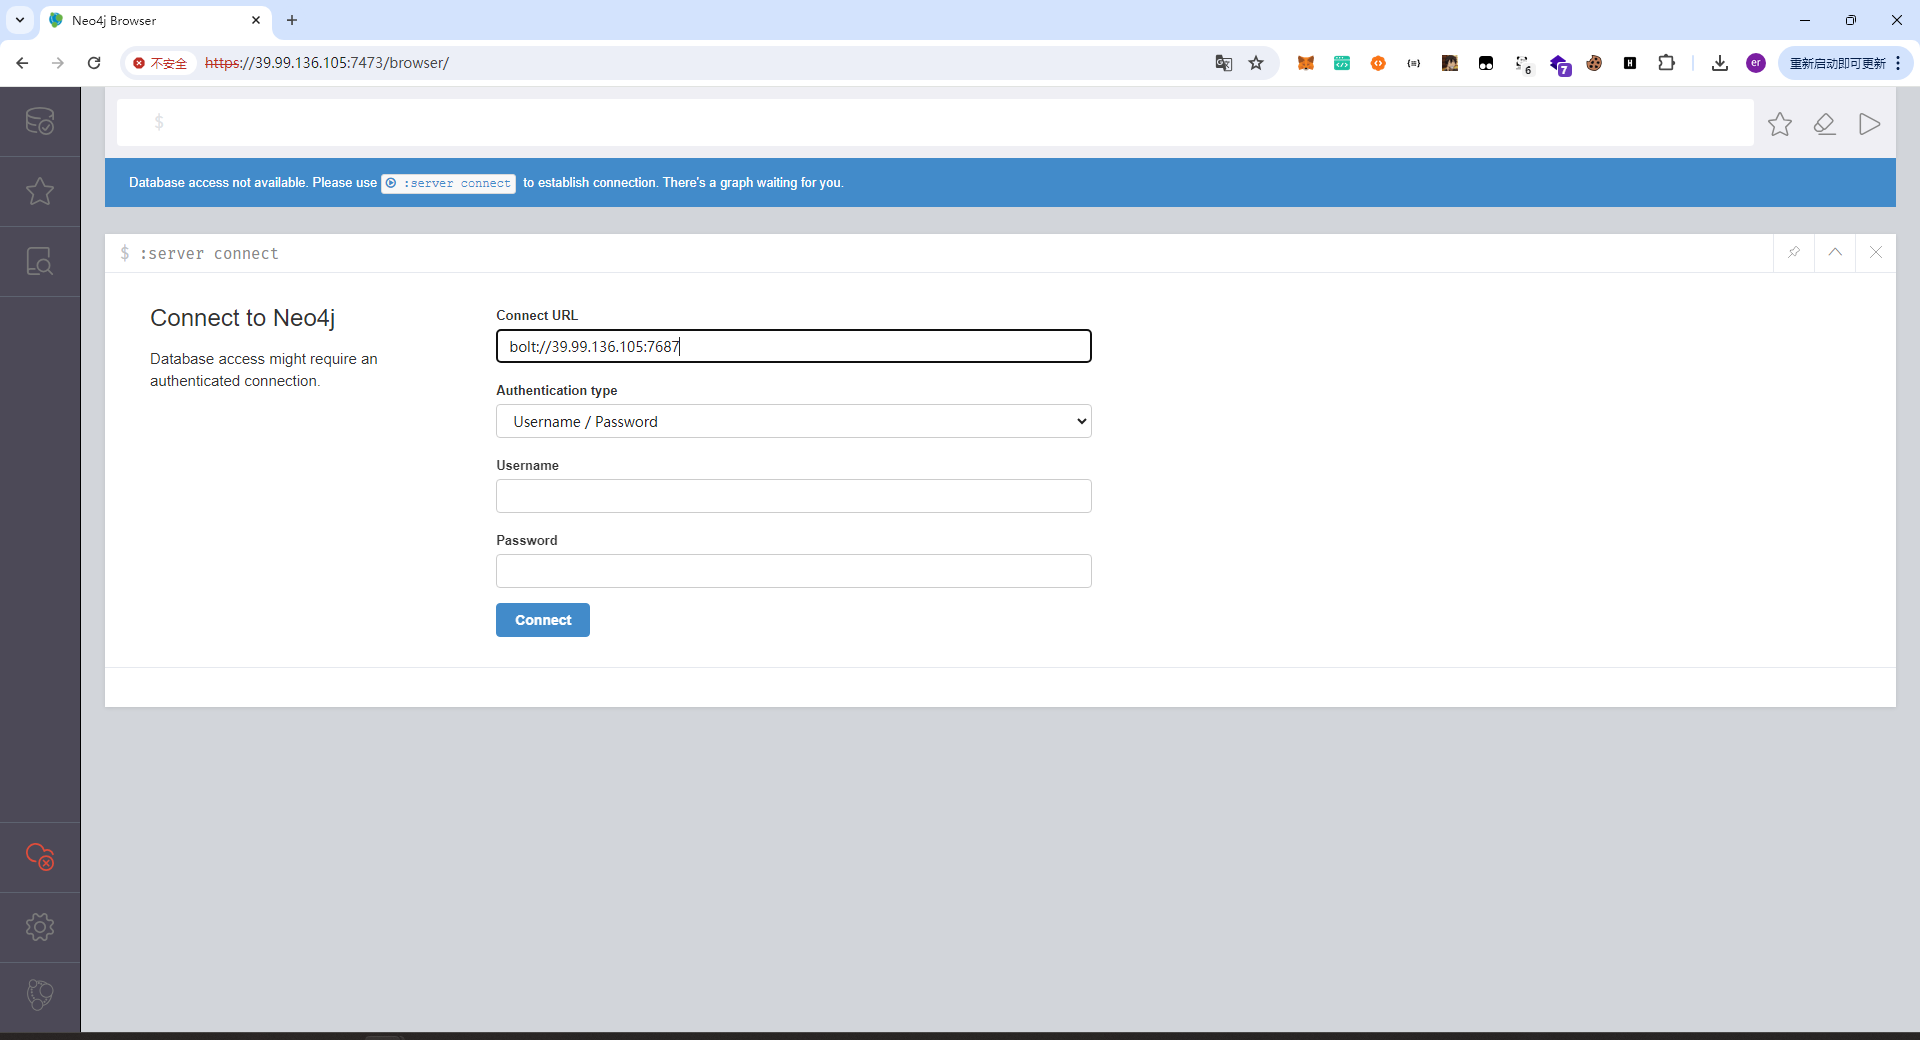 Neo4j Browser
不安全
https://39.99.136.105:7473/browser/
6
7
er
重新启动即可更新
$
Database access not available. Please use :server connect to establish connection. There's a graph waiting for you.
$ :server connect
Connect to Neo4j
Database access might require an
authenticated connection.
Connect URL
bolt://39.99.136.105:7687
Authentication type
Username / Password
Username
Password
Connect